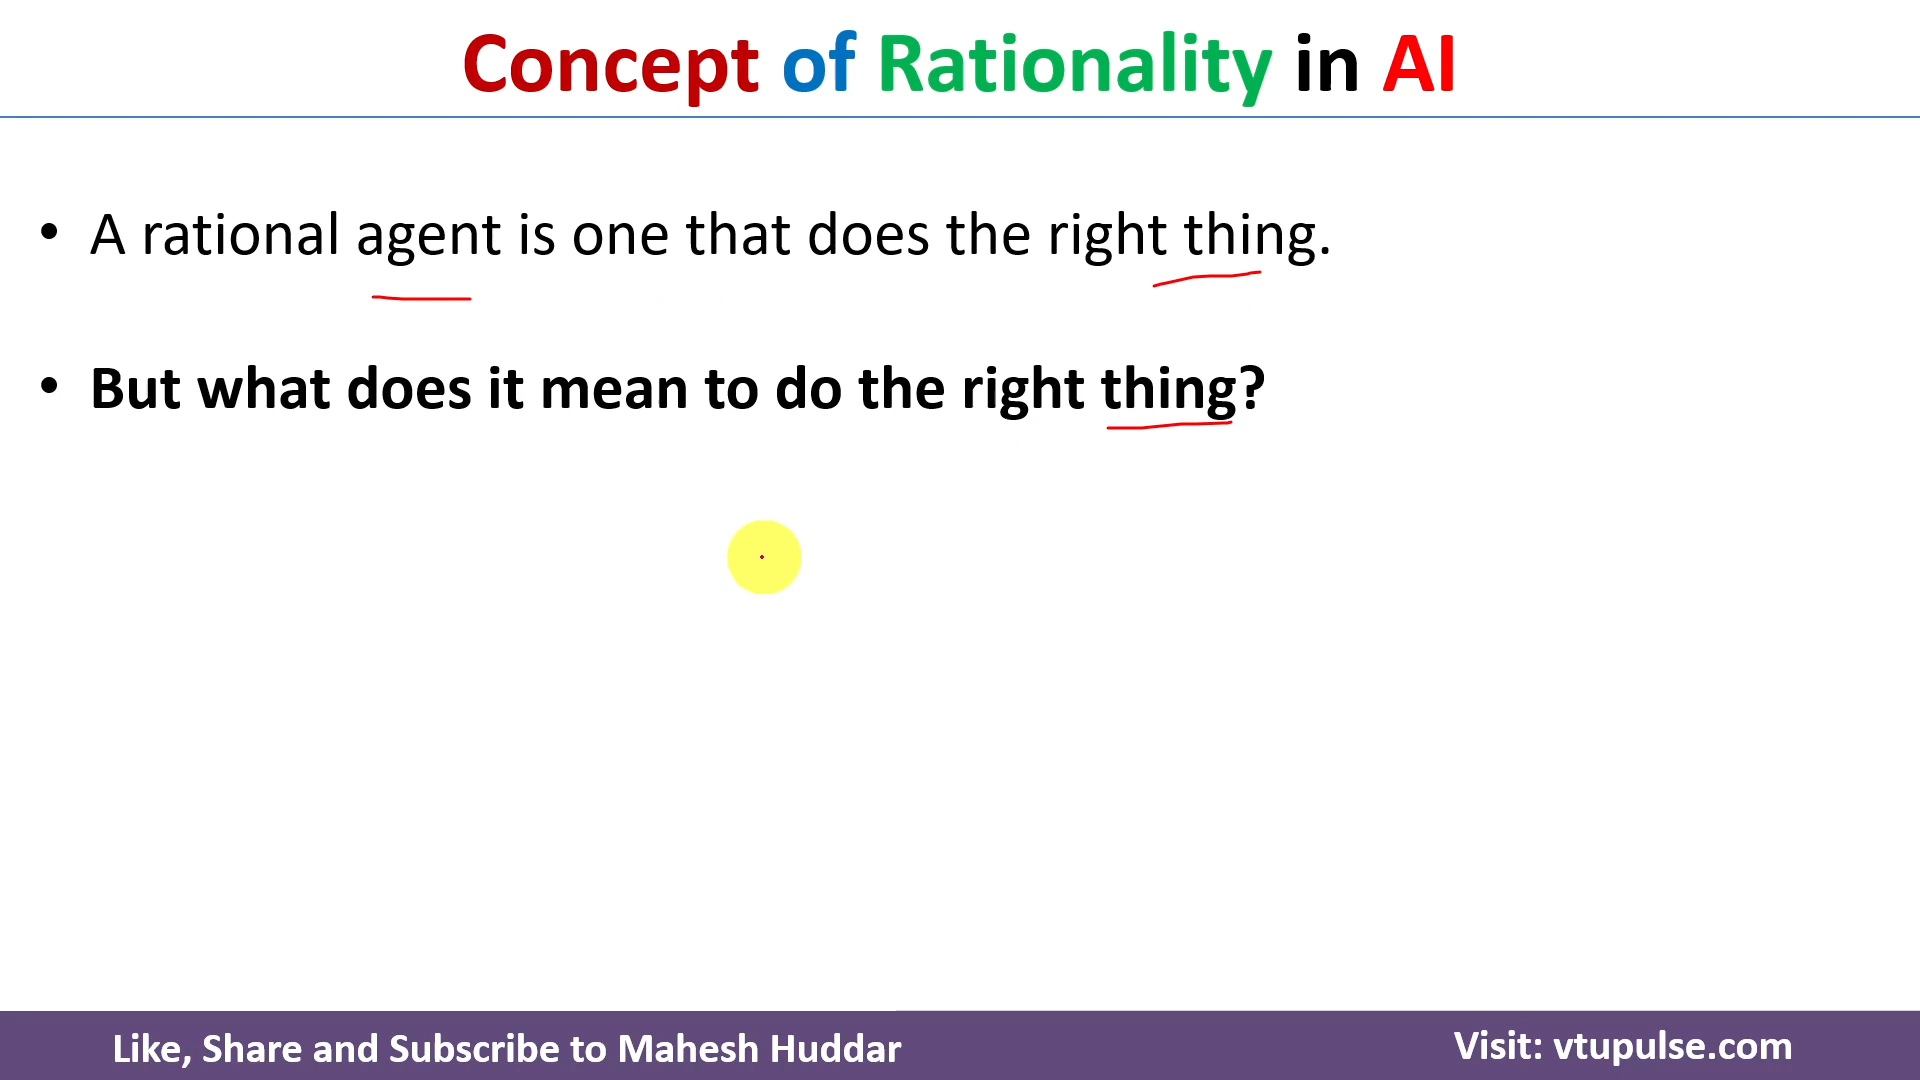 Concept of Rationality in AI
• A rational agent is one that does the right thing.
• But what does it mean to do the right thing?
Like, Share and Subscribe to Mahesh Huddar
Visit: vtupulse.com